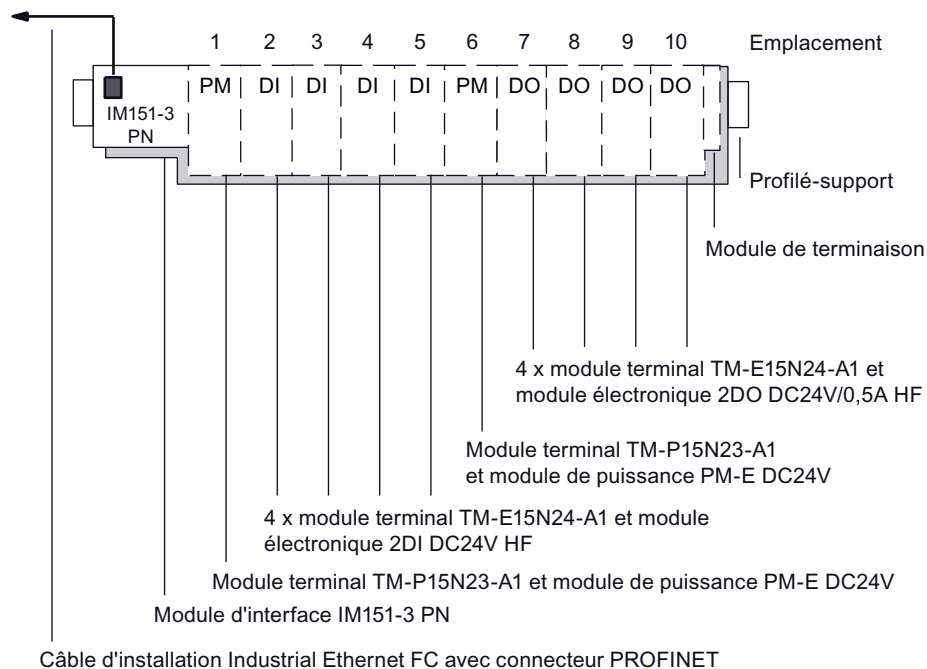 1 2 3 4 5 6 7 8 9 10 Emplacement
PM DI DI DI DI PM DO DO DO DO
IM151-3
PN
Profilé-support
Module de terminaison
4 x module terminal TM-E15N24-A1 et
module électronique 2DO DC24V/0,5A HF
Module terminal TM-P15N23-A1
et module de puissance PM-E DC24V
4 x module terminal TM-E15N24-A1 et module
électronique 2DI DC24V HF
Module terminal TM-P15N23-A1 et module de puissance PM-E DC24V
Module d'interface IM151-3 PN
Câble d'installation Industrial Ethernet FC avec connecteur PROFINET